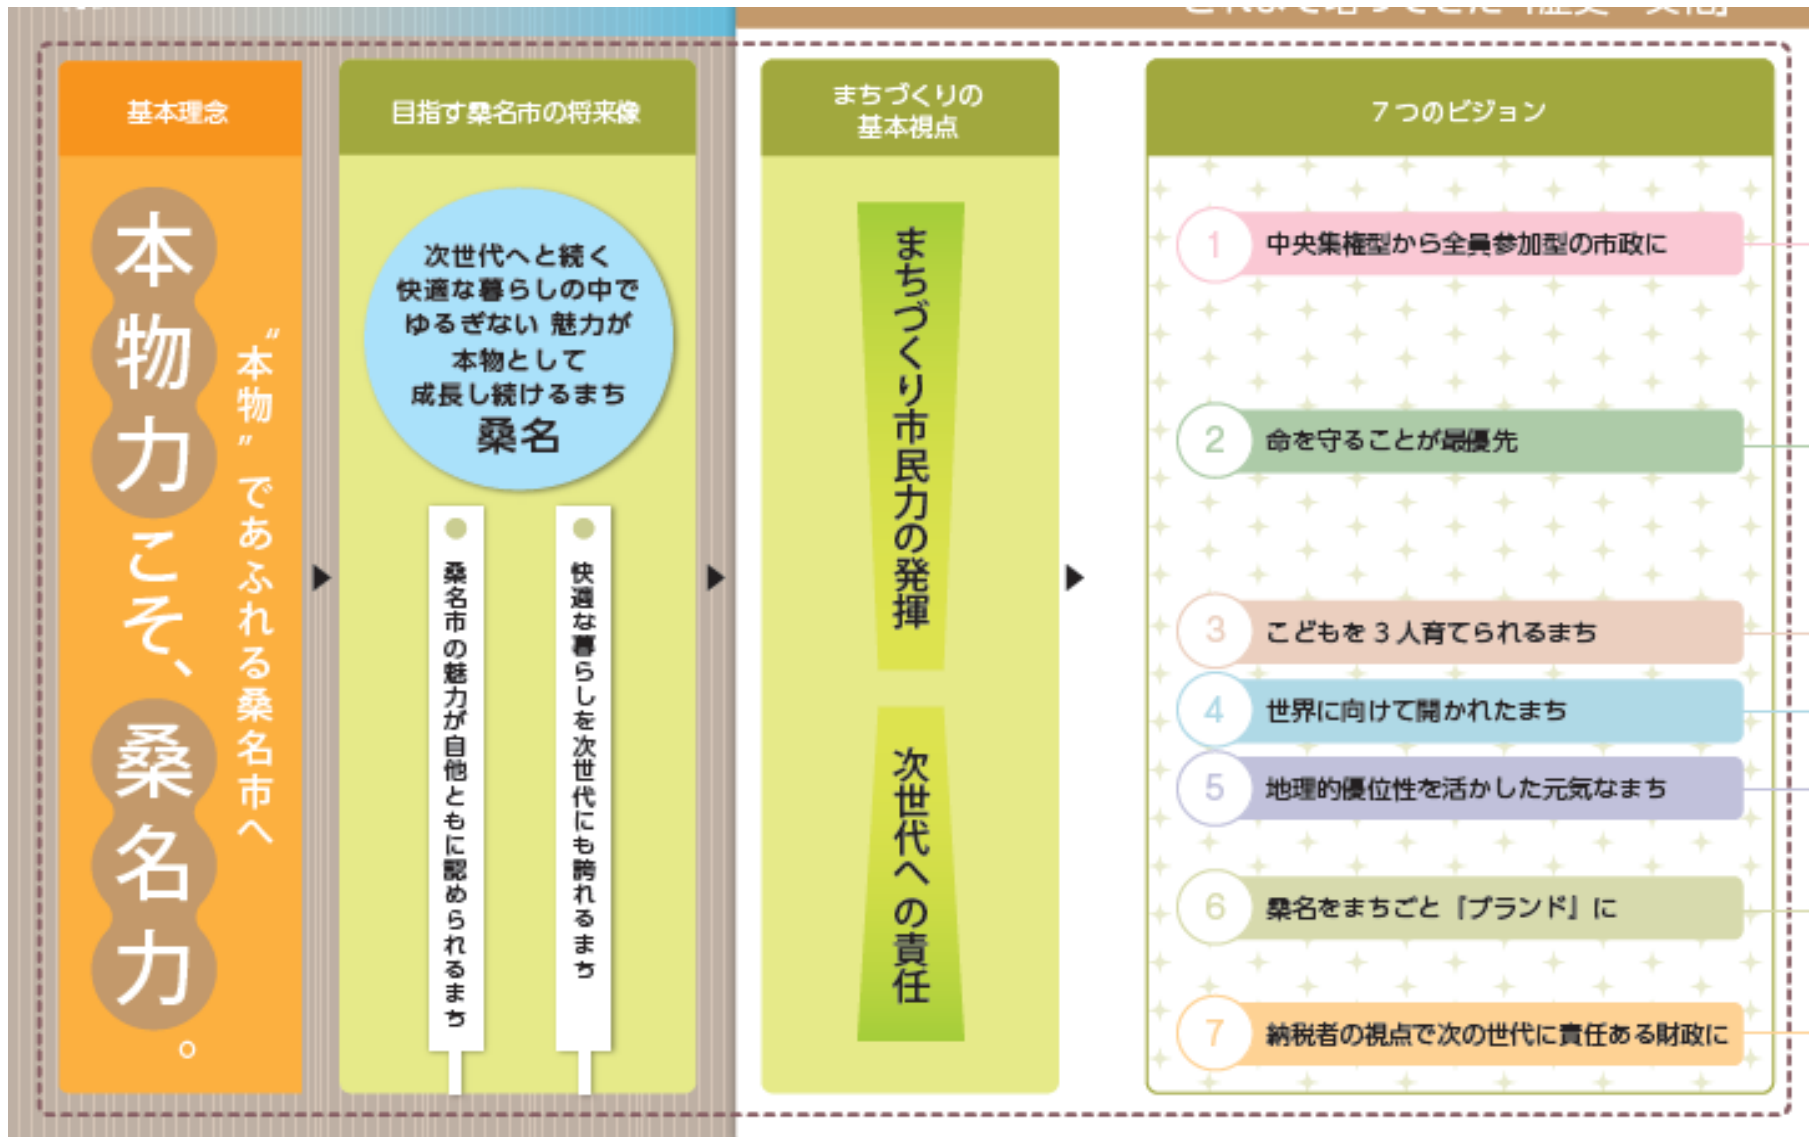 基本理念
本物力こそ、桑名力。
“本物”であふれる桑名市へ
目指す桑名市の将来像
次世代へと続く
快適な暮らしの中で
ゆるぎない 魅力が
本物として
成長し続けるまち
桑名
快適な暮らしを次世代にも誇れるまち
桑名市の魅力が自他ともに認められるまち
まちづくりの
基本視点
まちづくり市民力の発揮
次世代への責任
7つのビジョン
1 中央集権型から全員参加型の市政に
2 命を守ることが最優先
3 こどもを3人育てられるまち
4 世界に向けて開かれたまち
5 地理的優位性を活かした元気なまち
6 桑名をまちごと『ブランド』に
7 納税者の視点で次の世代に責任ある財政に